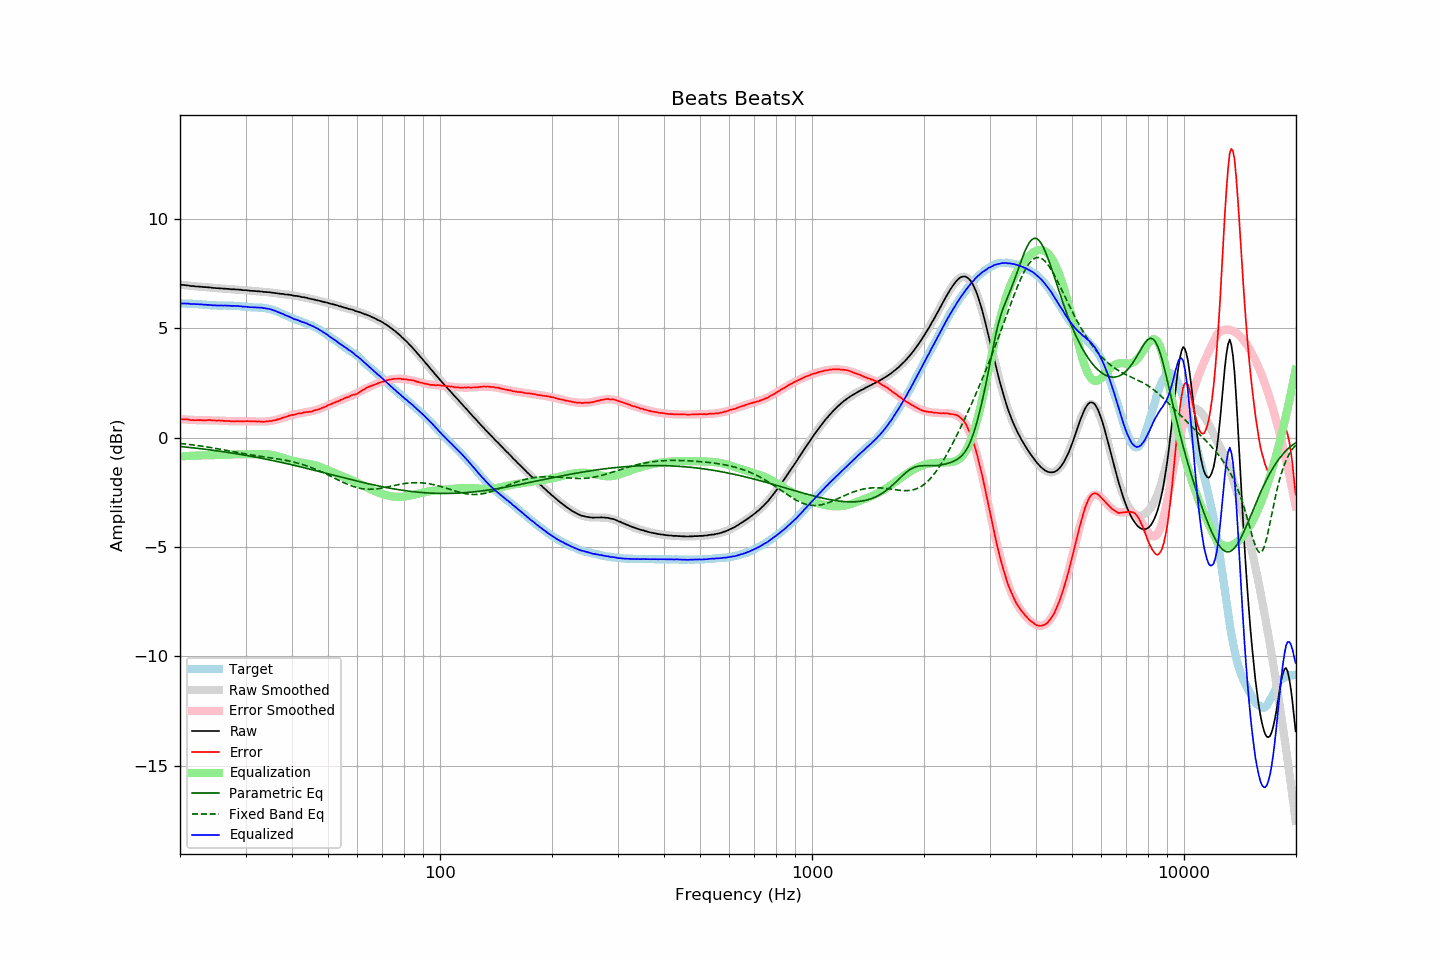 Beats BeatsX
Amplitude (dBr)
10
5
0
−5
−10
−15
Target
Raw Smoothed
Error Smoothed
Raw
Error
Equalization
Parametric Eq
Fixed Band Eq
Equalized
100
1000
10000
Frequency (Hz)